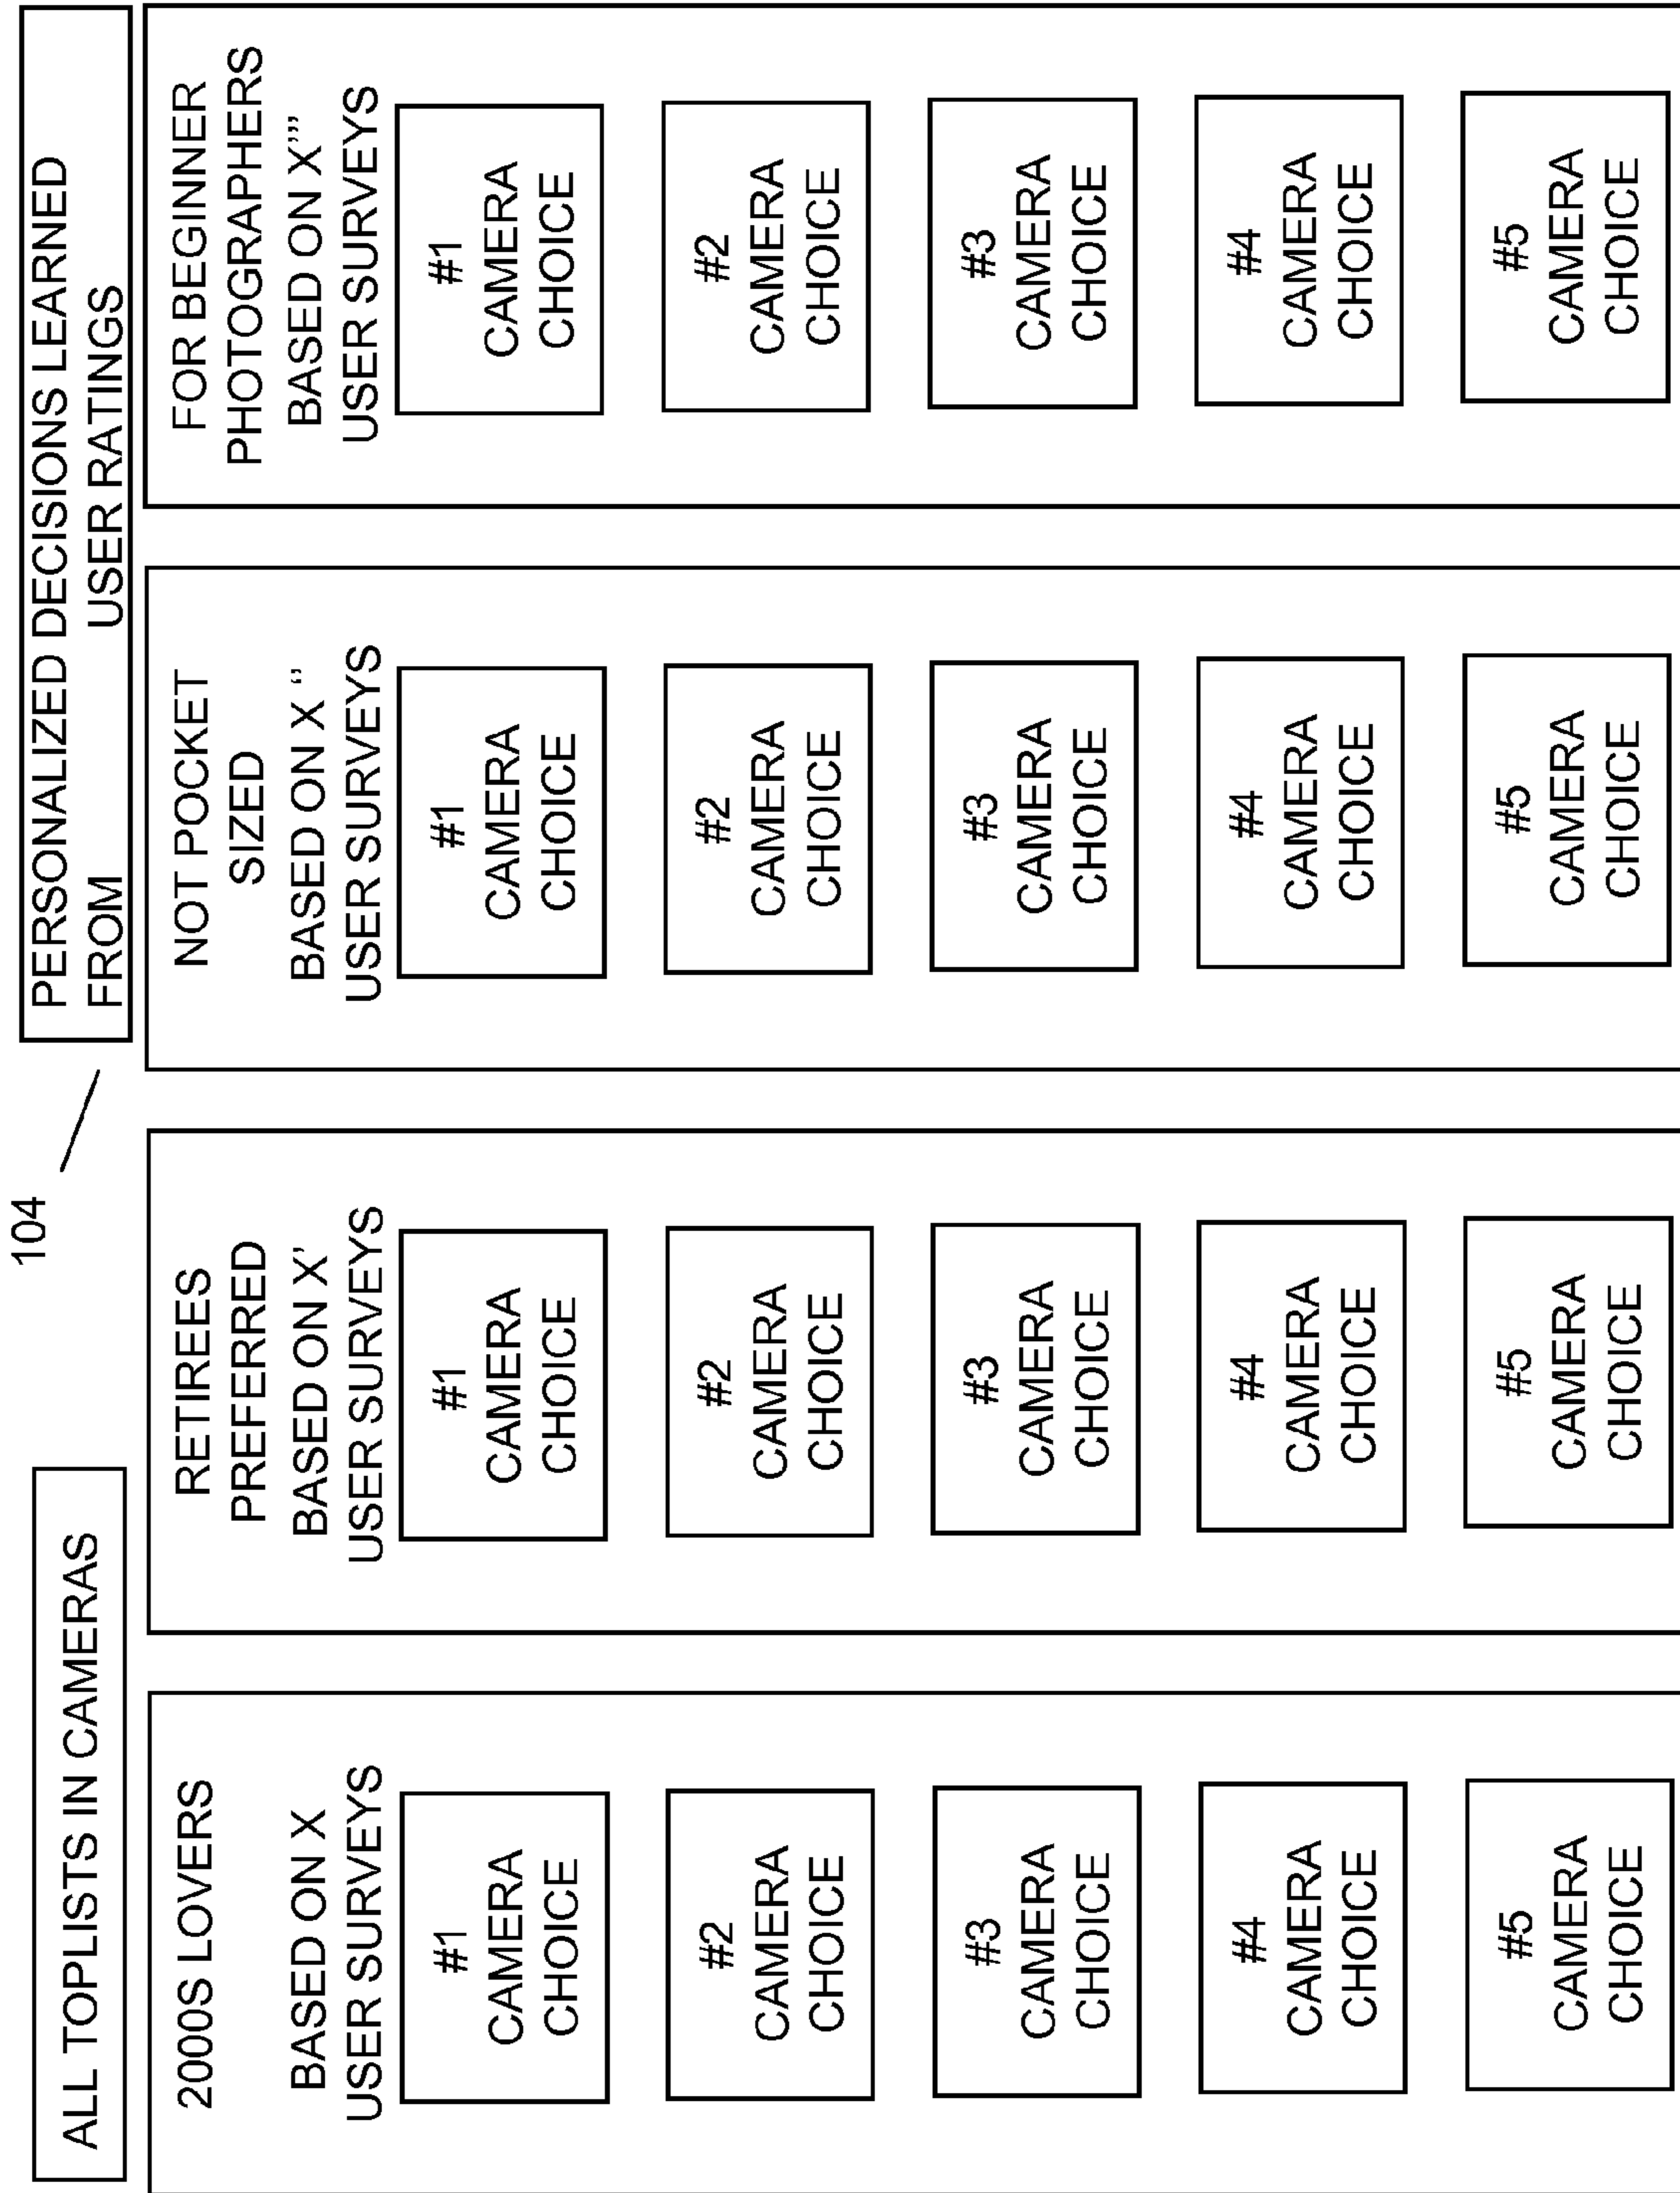 104
ALL TOPLISTS IN CAMERAS
PERSONALIZED DECISIONS LEARNED
FROM USER RATINGS
2000S LOVERS
BASED ON X
USER SURVEYS
#1
CAMERA
CHOICE
#2
CAMERA
CHOICE
#3
CAMERA
CHOICE
#4
CAMERA
CHOICE
#5
CAMERA
CHOICE
RETIREES
PREFERRED
BASED ON X'
USER SURVEYS
#1
CAMERA
CHOICE
#2
CAMERA
CHOICE
#3
CAMERA
CHOICE
#4
CAMERA
CHOICE
#5
CAMERA
CHOICE
NOT POCKET
SIZED
BASED ON X “
USER SURVEYS
#1
CAMERA
CHOICE
#2
CAMERA
CHOICE
#3
CAMERA
CHOICE
#4
CAMERA
CHOICE
#5
CAMERA
CHOICE
FOR BEGINNER
PHOTOGRAPHERS
BASED ON X’’’
USER SURVEYS
#1
CAMERA
CHOICE
#2
CAMERA
CHOICE
#3
CAMERA
CHOICE
#4
CAMERA
CHOICE
#5
CAMERA
CHOICE